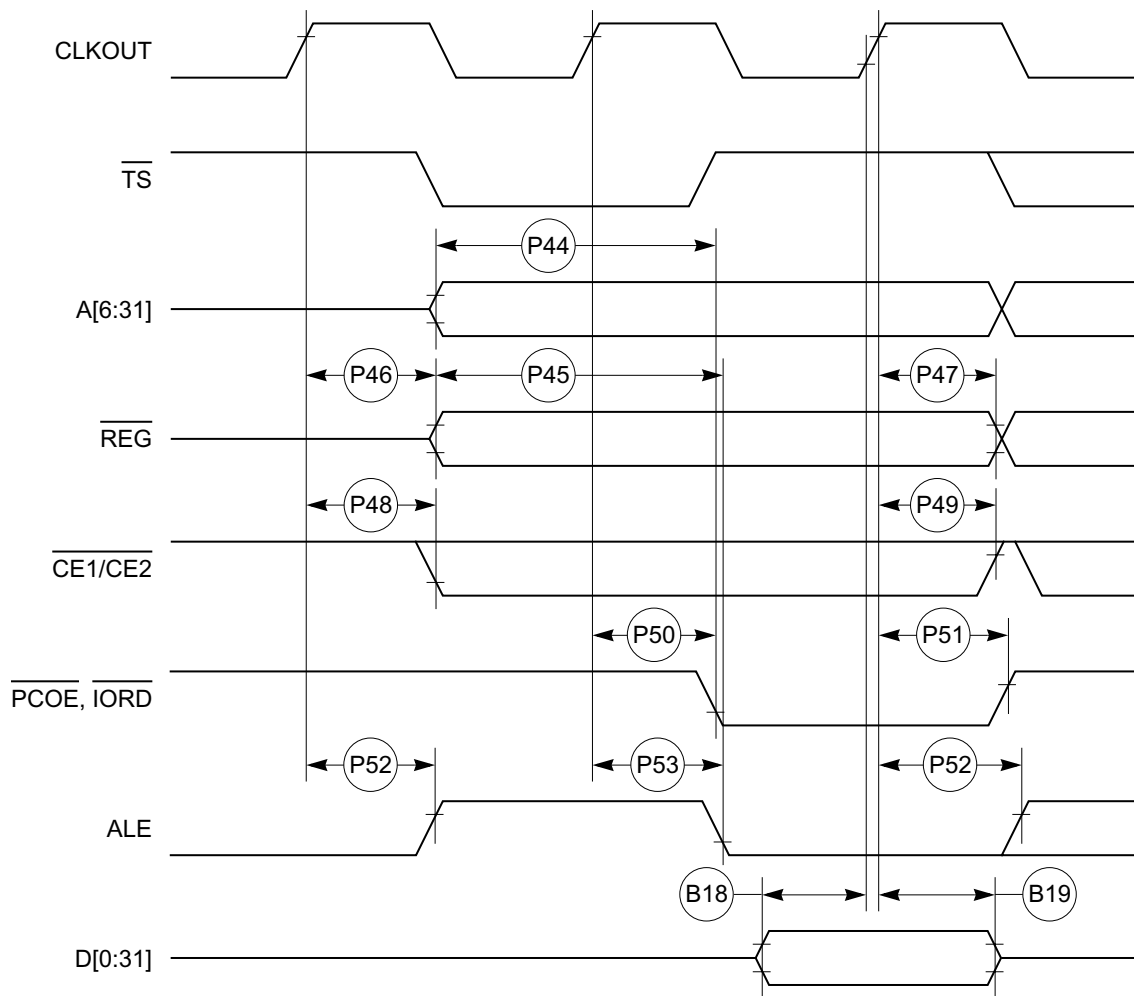 CLKOUT
TS
P44
A[6:31]
P46 P45 P47
REG
P48 P49
CE1/CE2
P50 P51
PCOE, IORD
P52 P53 P52
ALE
B18 B19
D[0:31]